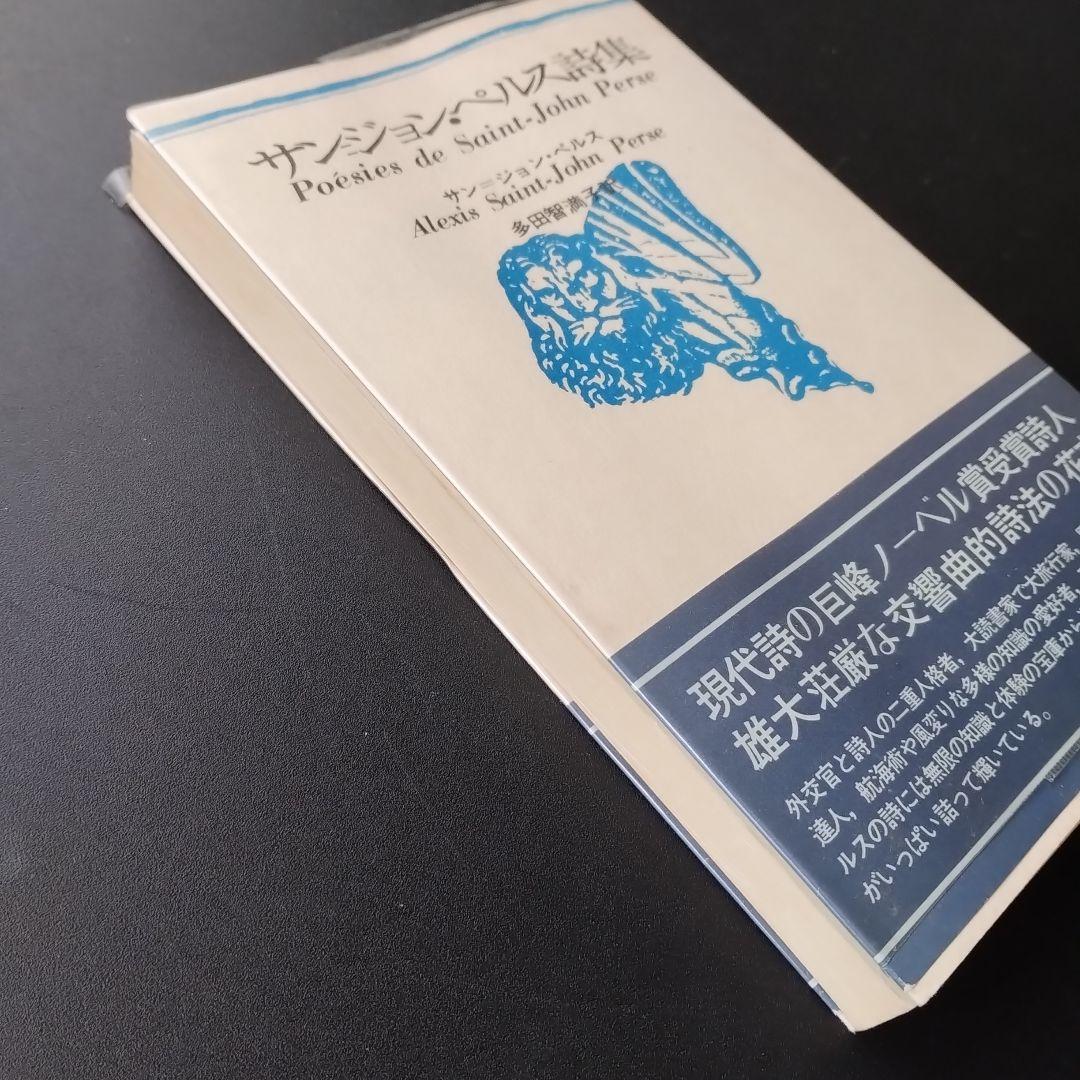 サン=ジョン・ペルス詩集
Poésies de Saint-John Perse
サン=ジョン・ペルス
Alexis Saint-John Perse
多田智満子訳
現代詩の巨峰ノーベル賞受賞詩人
雄大荘厳な交響曲的詩法の花
外交官と詩人の二重人格者，大読書家で大旅行家，
達人，航海術や風変りな多様の知識の愛好者，
ルスの詩には無限の知識と体験の宝庫から
がいっぱい詰って輝いている。